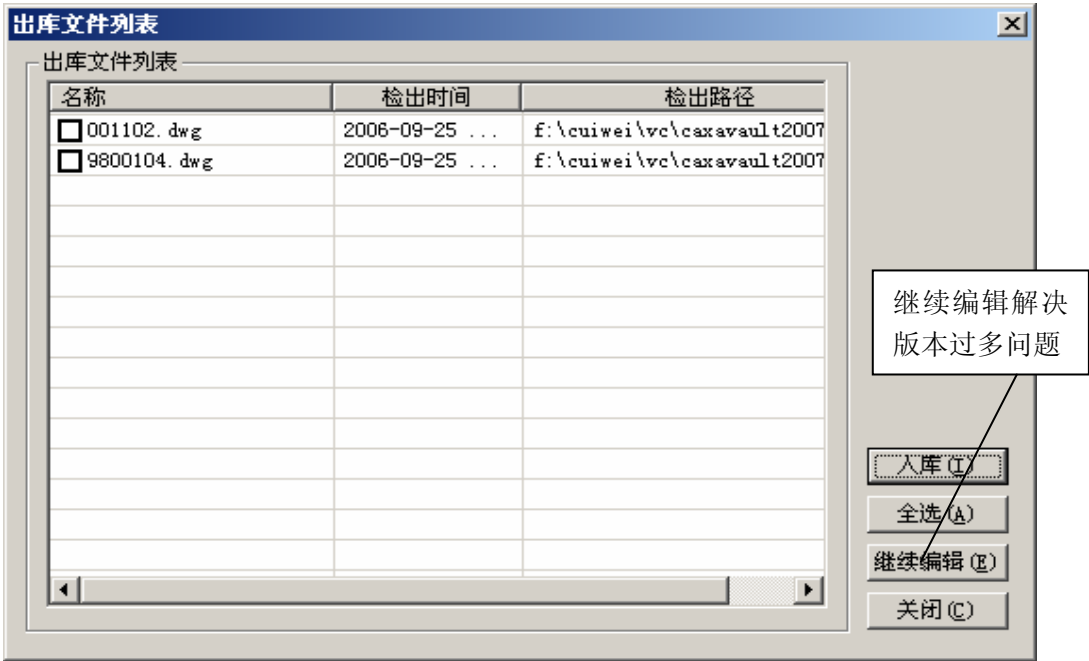 出库文件列表
出库文件列表
名称 检出时间 检出路径
001102.dwg 2006-09-25 ... f:\cuiwei\vc\caxavault2007
9800104.dwg 2006-09-25 ... f:\cuiwei\vc\caxavault2007
继续编辑解决
版本过多问题
入库(I)
全选(A)
继续编辑(E)
关闭(C)